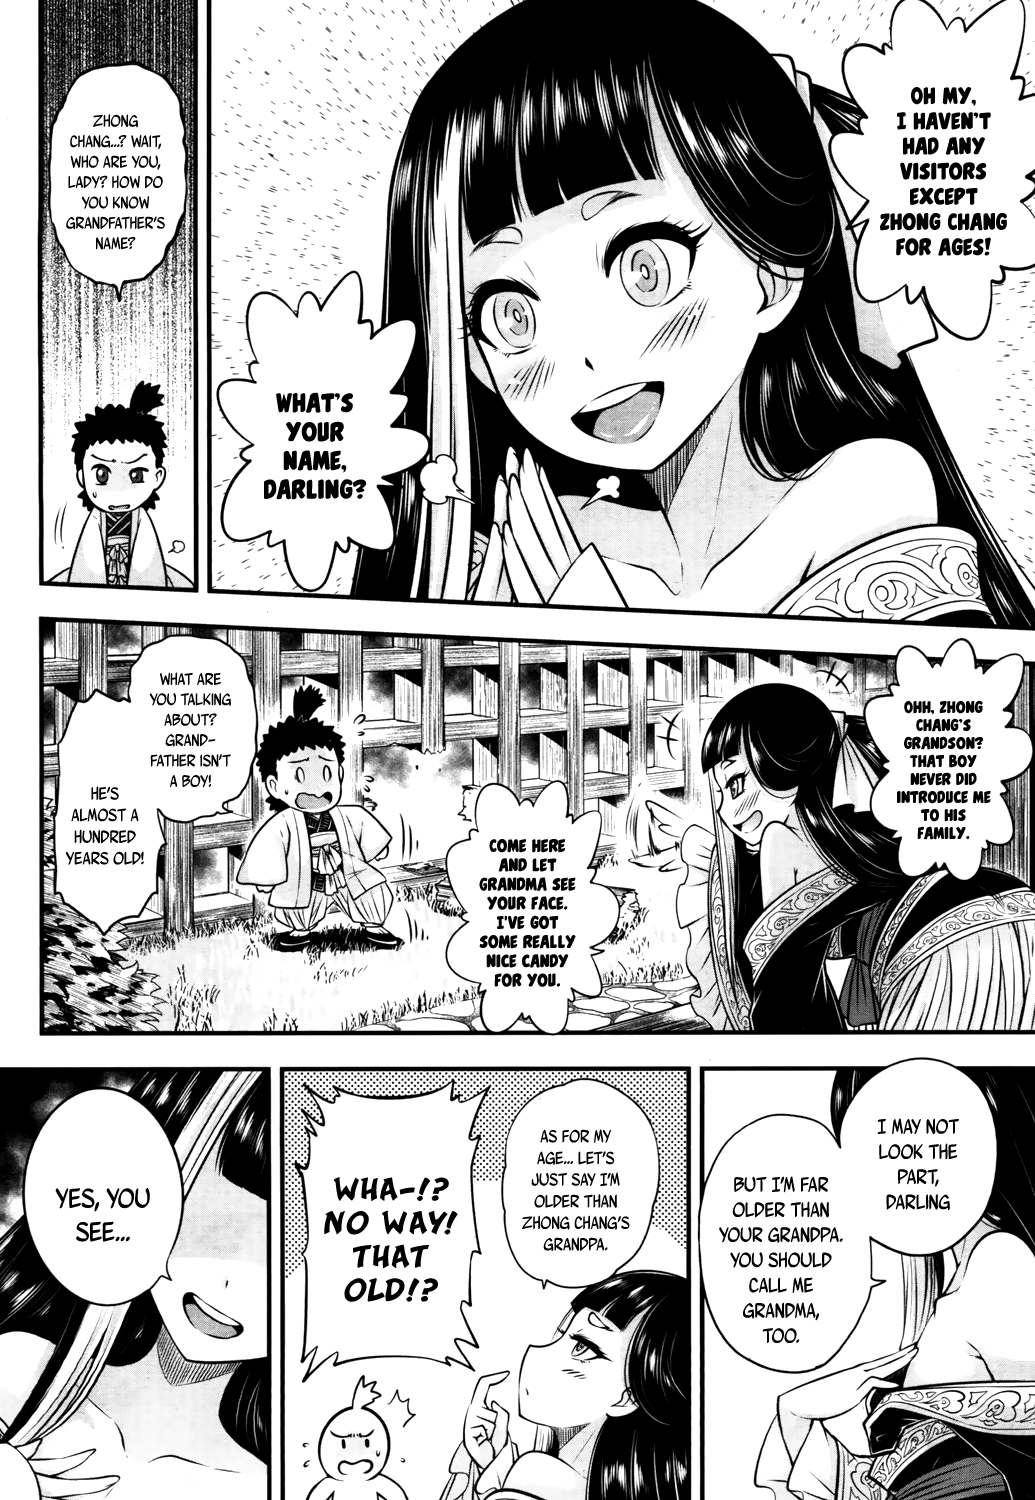 OH MY,
I HAVEN'T
HAD ANY
VISITORS
EXCEPT
ZHONG CHANG
FOR AGES!
WHAT'S
YOUR
NAME,
DARLING?
ZHONG
CHANG...? WAIT,
WHO ARE YOU,
LADY? HOW DO
YOU KNOW
GRANDFATHER'S
NAME?
OHH, ZHONG
CHANG'S
GRANDSON?
THAT BOY
NEVER DID
INTRODUCE ME
TO HIS
FAMILY.
COME HERE
AND LET
GRANDMA SEE
YOUR FACE.
I'VE GOT
SOME REALLY
NICE CANDY
FOR YOU.
WHAT ARE
YOU TALKING
ABOUT?
GRAND-
FATHER ISN'T
A BOY!
HE'S
ALMOST A
HUNDRED
YEARS OLD!
I MAY NOT
LOOK THE
PART,
DARLING
BUT I'M FAR
OLDER THAN
YOUR GRANDPA.
YOU SHOULD
CALL ME
GRANDMA,
TOO.
AS FOR MY
AGE... LET'S
JUST SAY I'M
OLDER THAN
ZHONG CHANG'S
GRANDPA.
WHA-!?
NO WAY!
THAT
OLD!?
YES, YOU
SEE...